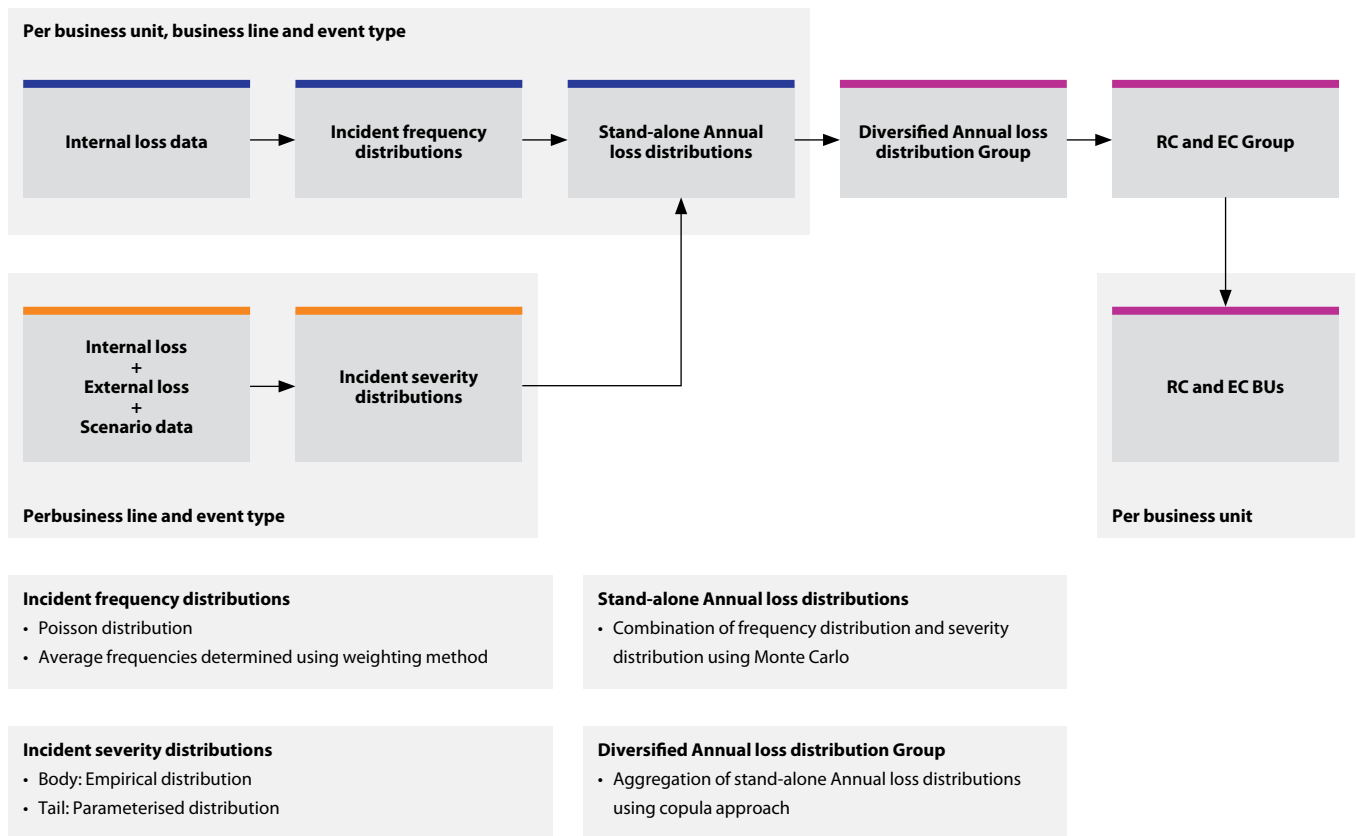 Per business unit, business line and event type
Internal loss data
Incident frequency
distributions
Stand-alone Annual
loss distributions
Diversified Annual loss
distribution Group
RC and EC Group
Internal loss
+
External loss
+
Scenario data
Incident severity
distributions
RC and EC BUs
Perbusiness line and event type
Per business unit
Incident frequency distributions
• Poisson distribution
• Average frequencies determined using weighting method
Stand-alone Annual loss distributions
• Combination of frequency distribution and severity
distribution using Monte Carlo
Incident severity distributions
• Body: Empirical distribution
• Tail: Parameterised distribution
Diversified Annual loss distribution Group
• Aggregation of stand-alone Annual loss distributions
using copula approach